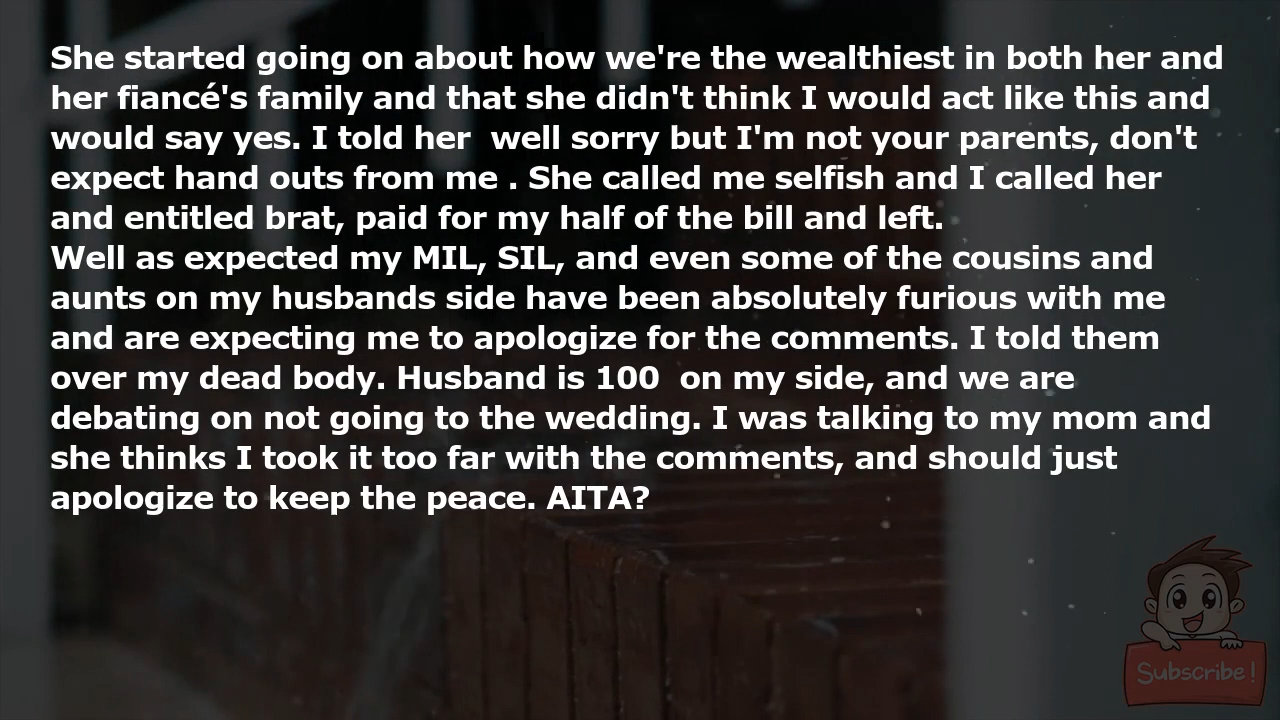 She started going on about how we're the wealthiest in both her and
her fiancé's family and that she didn't think I would act like this and
would say yes. I told her  well sorry but I'm not your parents, don't
expect hand outs from me . She called me selfish and I called her
and entitled brat, paid for my half of the bill and left.
Well as expected my MIL, SIL, and even some of the cousins and
aunts on my husbands side have been absolutely furious with me
and are expecting me to apologize for the comments. I told them
over my dead body. Husband is 100  on my side, and we are
debating on not going to the wedding. I was talking to my mom and
she thinks I took it too far with the comments, and should just
apologize to keep the peace. AITA?
Subscribe!